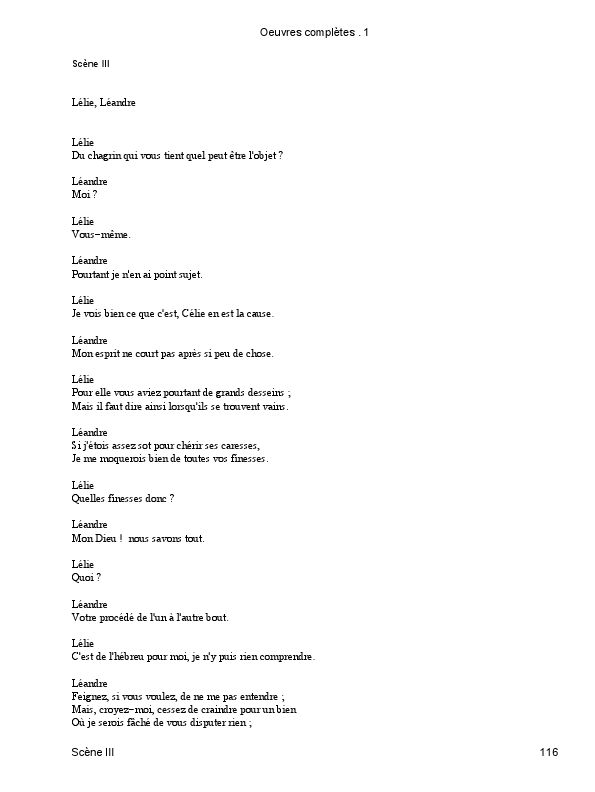 Oeuvres complètes . 1
Scène III
Lélie, Léandre
Lélie
Du chagrin qui vous tient quel peut être l'objet ?
Léandre
Moi ?
Lélie
Vous−même.
Léandre
Pourtant je n'en ai point sujet.
Lélie
Je vois bien ce que c'est, Célie en est la cause.
Léandre
Mon esprit ne court pas après si peu de chose.
Lélie
Pour elle vous aviez pourtant de grands desseins ;
Mais il faut dire ainsi lorsqu'ils se trouvent vains.
Léandre
Si j'étois assez sot pour chérir ses caresses,
Je me moquerois bien de toutes vos finesses.
Lélie
Quelles finesses donc ?
Léandre
Mon Dieu !  nous savons tout.
Lélie
Quoi ?
Léandre
Votre procédé de l'un à l'autre bout.
Lélie
C'est de l'hébreu pour moi, je n'y puis rien comprendre.
Léandre
Feignez, si vous voulez, de ne me pas entendre ;
Mais, croyez−moi, cessez de craindre pour un bien
Où je serois fâché de vous disputer rien ;
Scène III
116